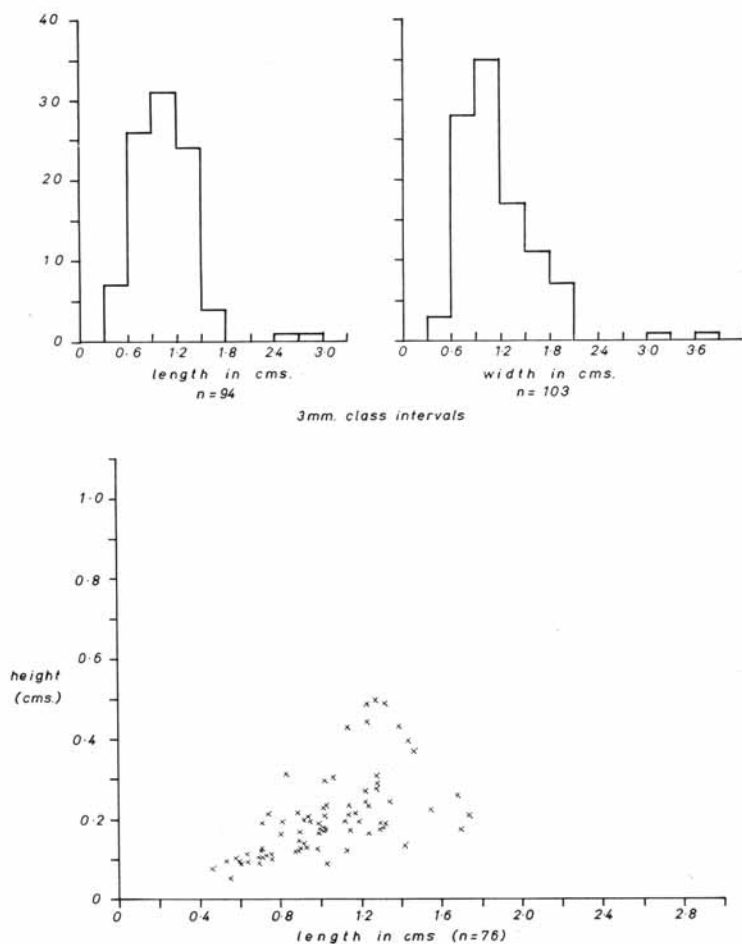 40
30
20
10
0
0 0·6 1·2 1·8 2·4 3·0
length in cms.
n=94
0 0·6 1·2 1·8 2·4 3·0 3·6
width in cms.
n= 103
3mm. class intervals
1·0
0·8
0·6
height
(cms.)
0·4
0·2
0
0 0·4 0·8 1·2 1·6 2·0 2·4 2·8
length in cms (n=76)